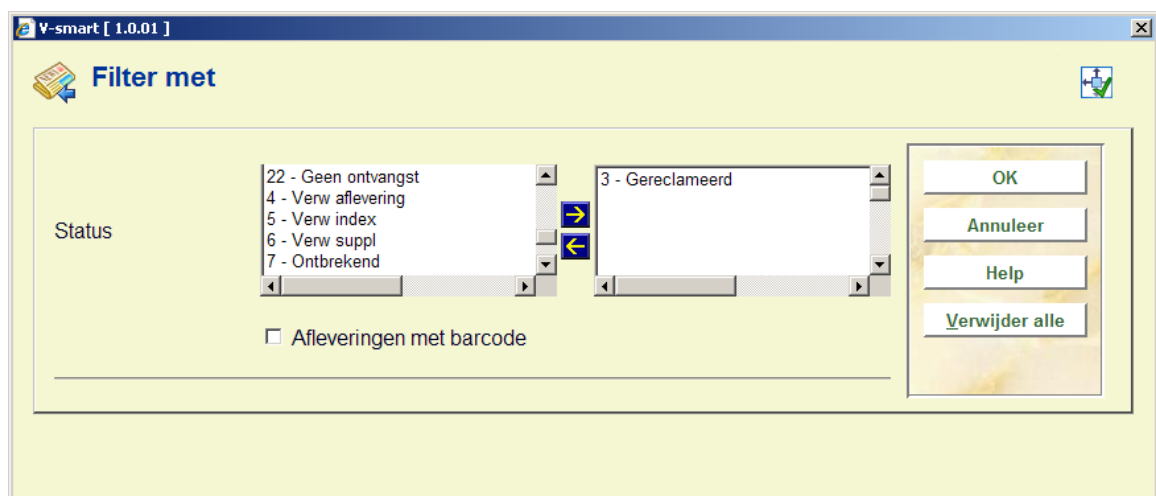 V-smart [ 1.0.01 ]
Filter met
Status
22 - Geen ontvangst
4 - Verw aflevering
5 - Verw index
6 - Verw suppl
7 - Ontbrekend
3 - Gereclameerd
Afleveringen met barcode
OK
Annuleer
Help
Verwijder alle